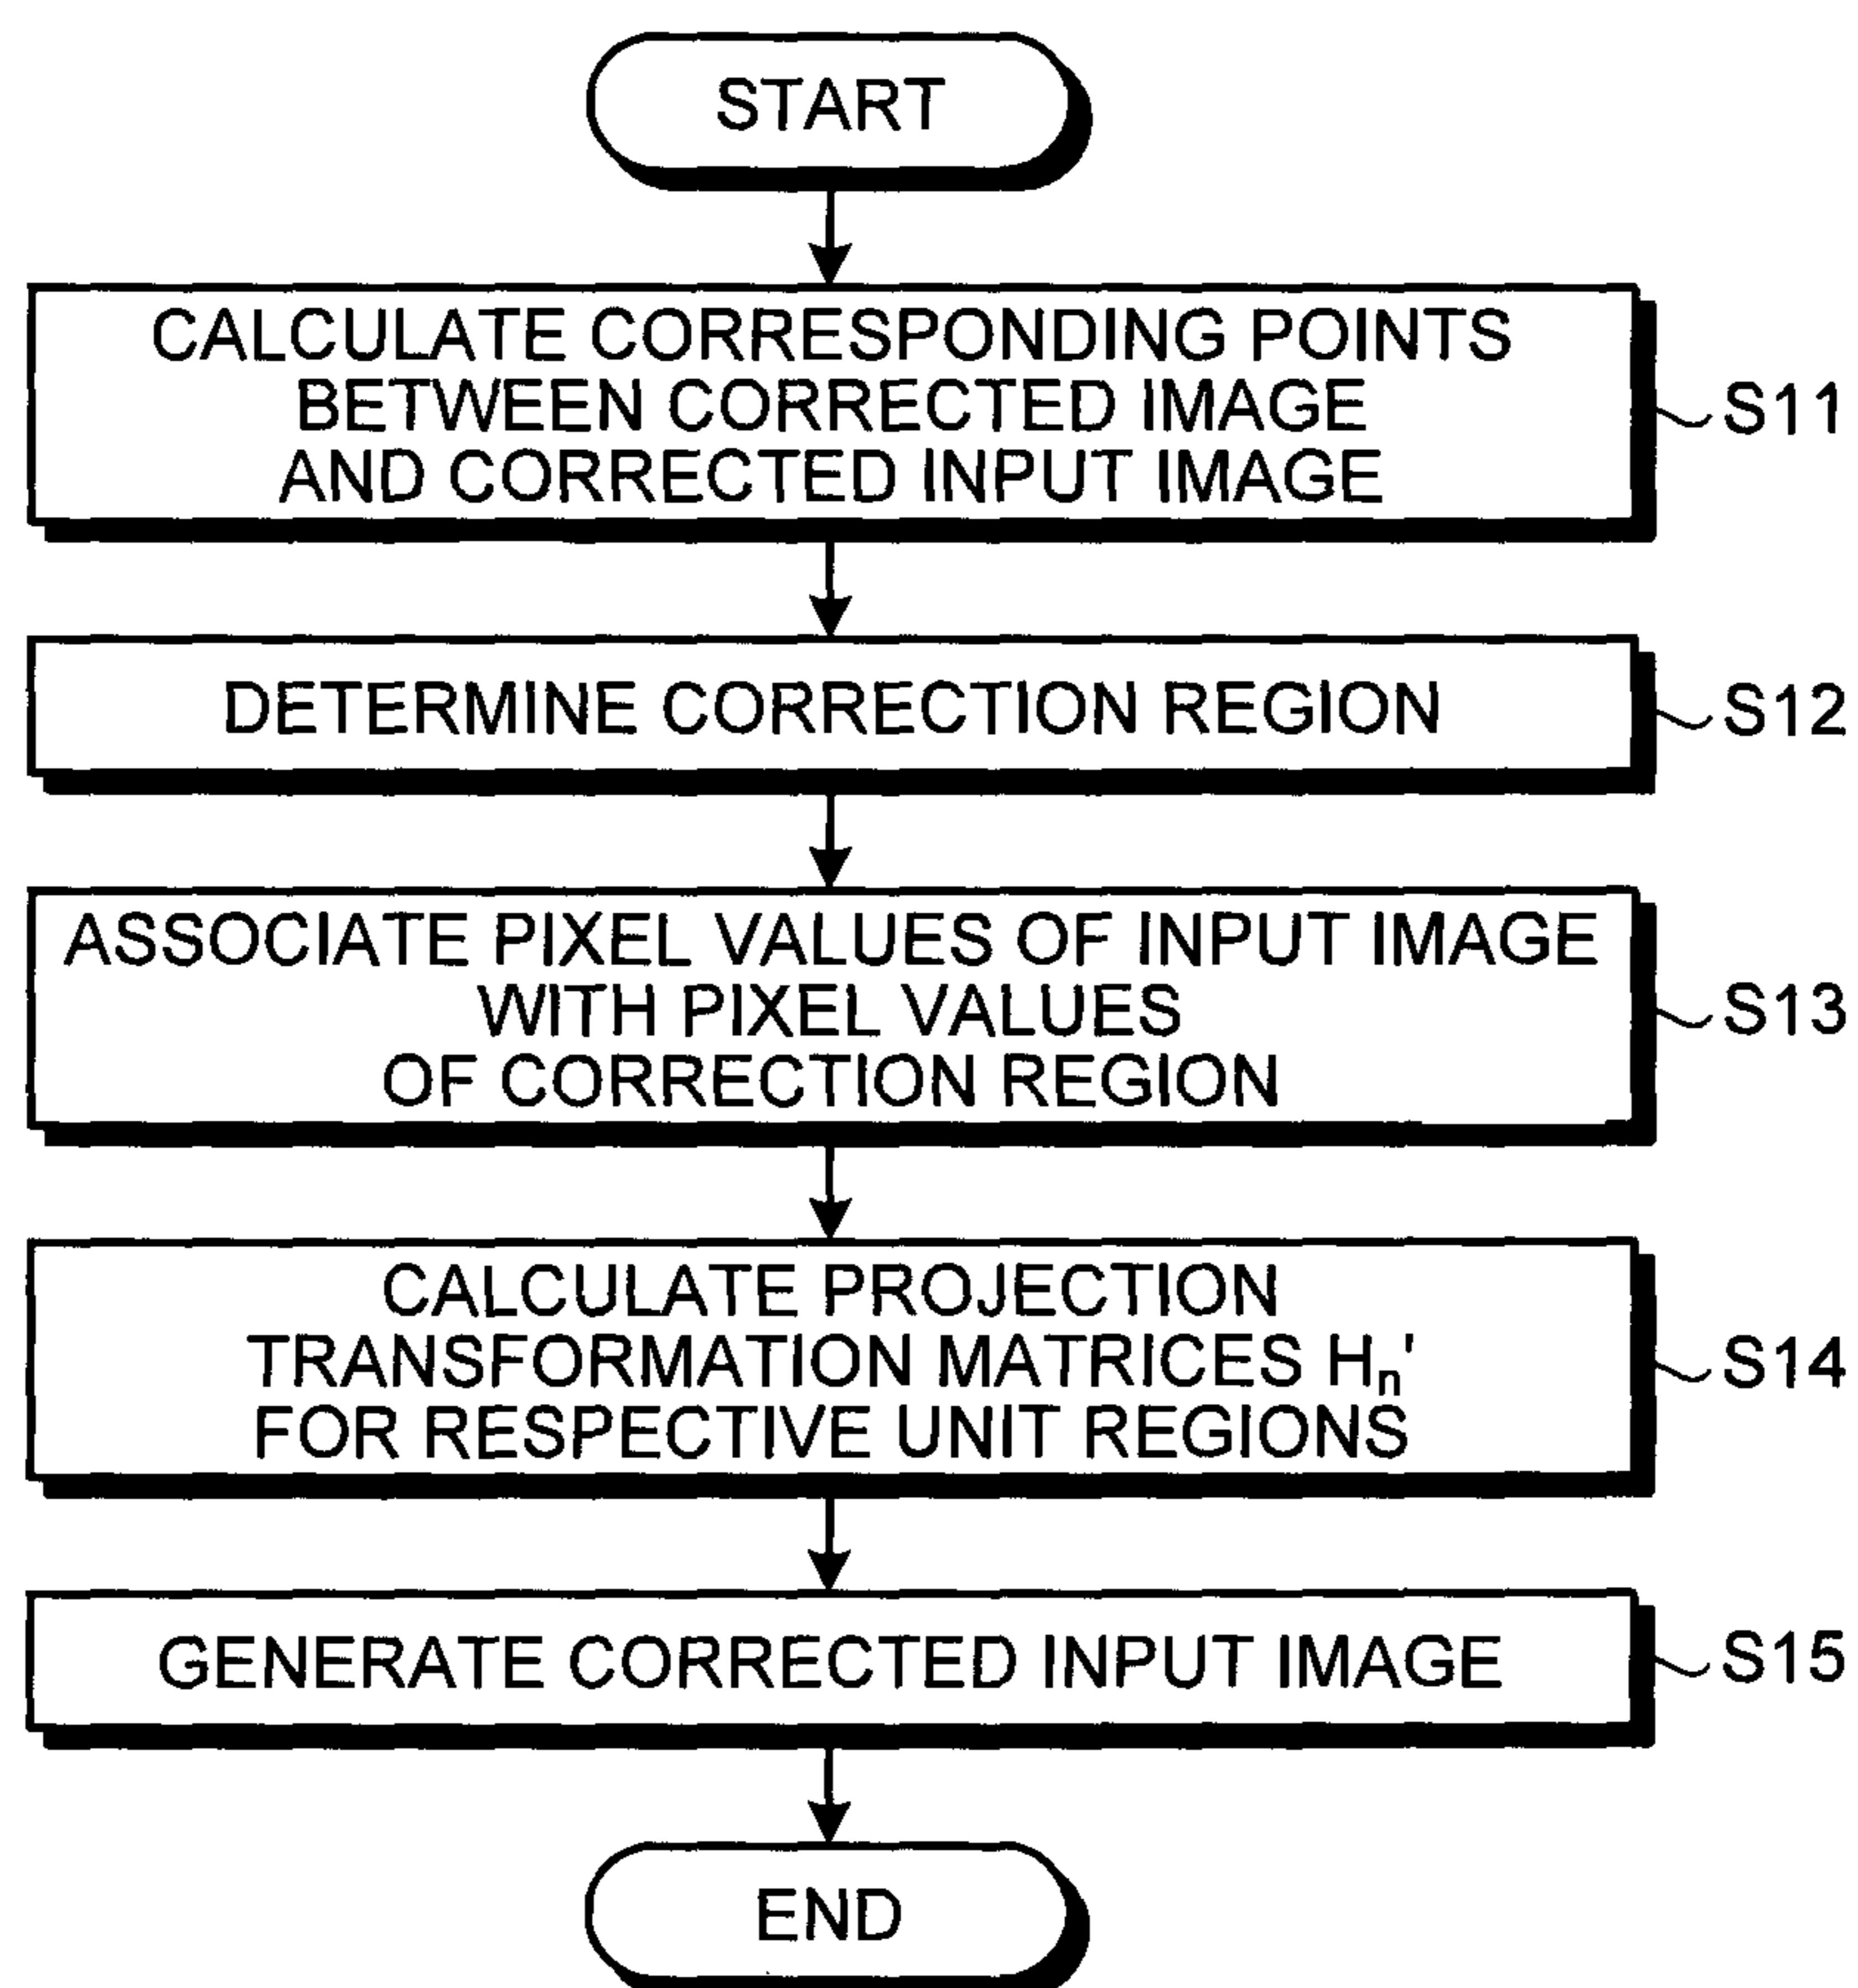 START
CALCULATE CORRESPONDING POINTS
BETWEEN CORRECTED IMAGE
AND CORRECTED INPUT IMAGE
S11
DETERMINE CORRECTION REGION
S12
ASSOCIATE PIXEL VALUES OF INPUT IMAGE
WITH PIXEL VALUES
OF CORRECTION REGION
S13
CALCULATE PROJECTION
TRANSFORMATION MATRICES Hn'
FOR RESPECTIVE UNIT REGIONS
S14
GENERATE CORRECTED INPUT IMAGE
S15
END